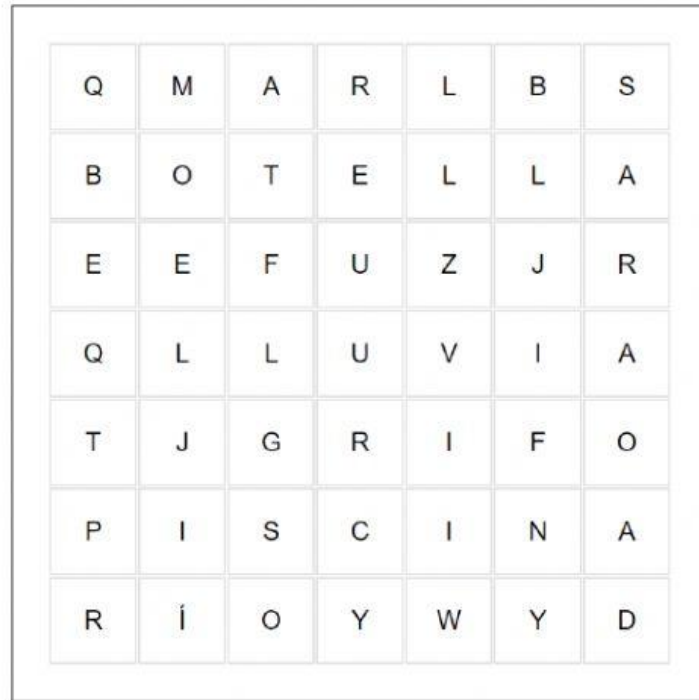 Q M A R L B S
B O T E L L A
E E F U Z J R
Q L L U V I A
T J G R I F O
P I S C I N A
R Í O Y W Y D